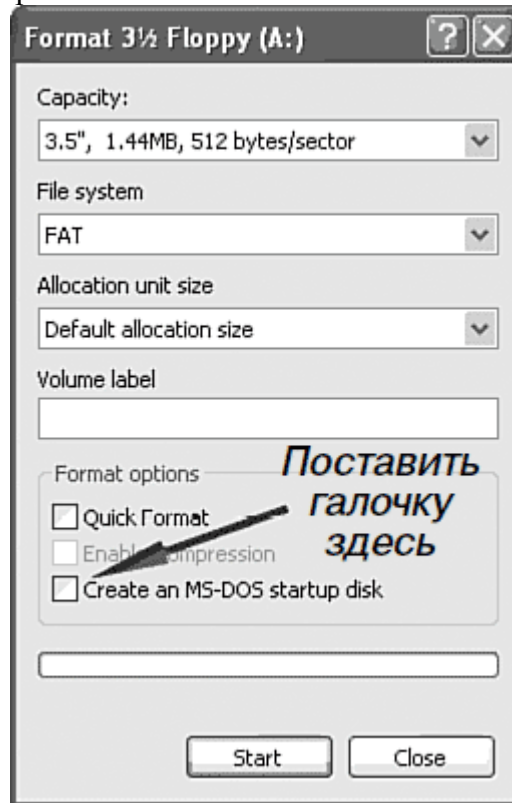 Format 3½ Floppy (A:)
Capacity:
3.5", 1.44MB, 512 bytes/sector
File system
FAT
Allocation unit size
Default allocation size
Volume label
Format options
Поставить
галочку
здесь
Quick Format
Enable compression
Create an MS-DOS startup disk
Start
Close